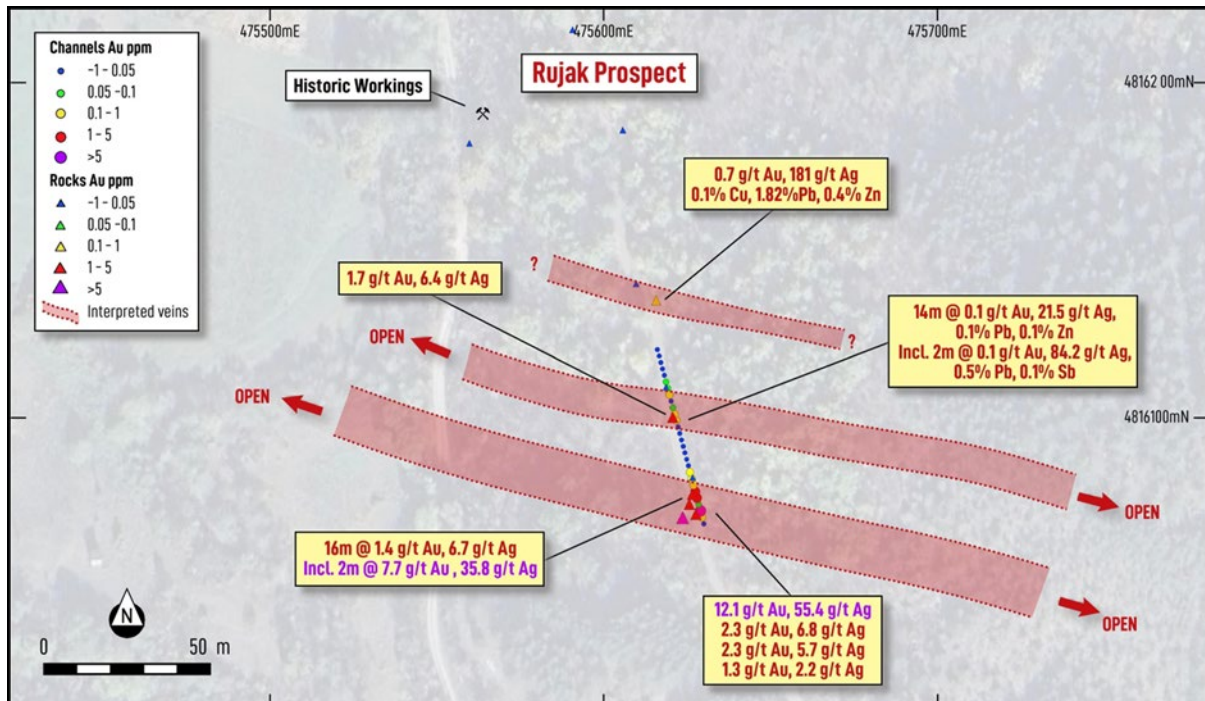 475500mE
475600mE
475700mE
Channels Au ppm
-1 - 0.05
0.05 -0.1
0.1 - 1
1 - 5
>5
Rocks Au ppm
-1 - 0.05
0.05 -0.1
0.1 - 1
1 - 5
>5
Interpreted veins
Historic Workings
Rujak Prospect
48162 00mN
0.7 g/t Au, 181 g/t Ag
0.1% Cu, 1.82%Pb, 0.4% Zn
?
1.7 g/t Au, 6.4 g/t Ag
14m @ 0.1 g/t Au, 21.5 g/t Ag,
0.1% Pb, 0.1% Zn
Incl. 2m @ 0.1 g/t Au, 84.2 g/t Ag,
0.5% Pb, 0.1% Sb
?
OPEN
OPEN
4816100mN
OPEN
16m @ 1.4 g/t Au, 6.7 g/t Ag
Incl. 2m @ 7.7 g/t Au , 35.8 g/t Ag
12.1 g/t Au, 55.4 g/t Ag
2.3 g/t Au, 6.8 g/t Ag
2.3 g/t Au, 5.7 g/t Ag
1.3 g/t Au, 2.2 g/t Ag
OPEN
N
0 50 m